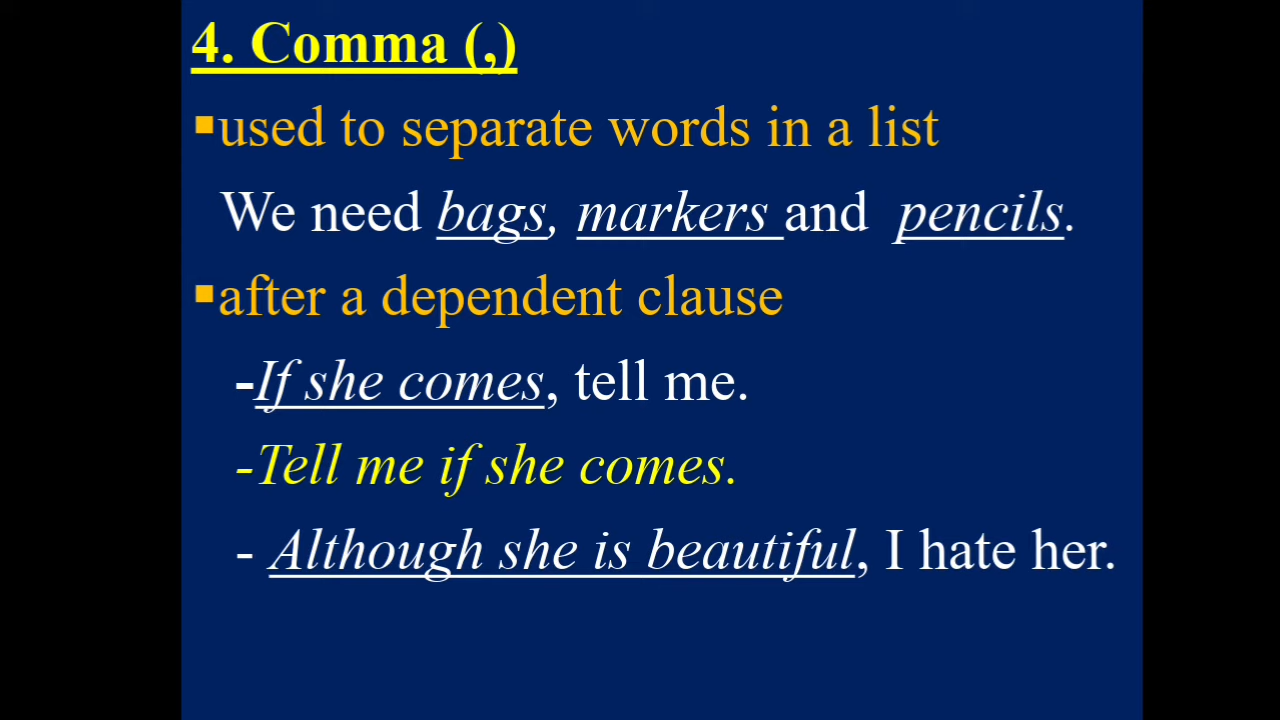 4. Comma (,)
▪used to separate words in a list
We need bags, markers and pencils.
▪after a dependent clause
-If she comes, tell me.
-Tell me if she comes.
- Although she is beautiful, I hate her.